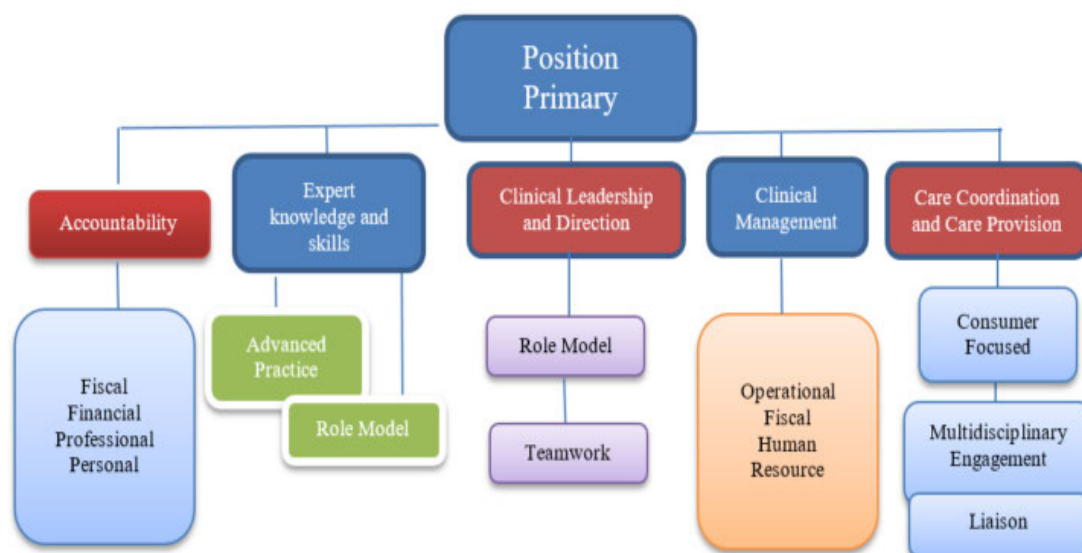 Position
Primary
Accountability
Expert
knowledge and
skills
Clinical Leadership
and Direction
Clinical
Management
Care Coordination
and Care Provision
Fiscal
Financial
Professional
Personal
Advanced
Practice
Role Model
Role Model
Teamwork
Operational
Fiscal
Human
Resource
Consumer
Focused
Multidisciplinary
Engagement
Liaison